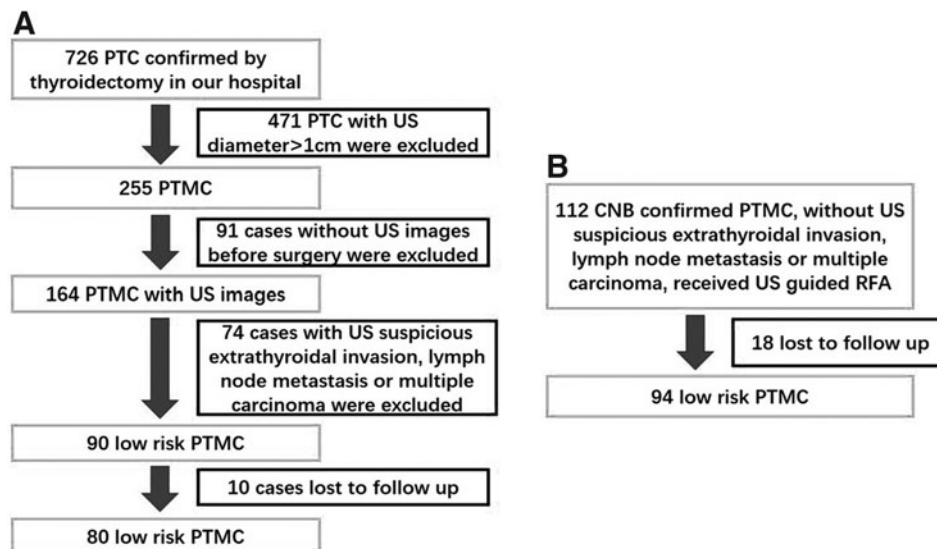 A
726 PTC confirmed by
thyroidectomy in our hospital
471 PTC with US
diameter>1cm were excluded
255 PTMC
91 cases without US images
before surgery were excluded
164 PTMC with US images
74 cases with US suspicious
extrathyroidal invasion, lymph
node metastasis or multiple
carcinoma were excluded
90 low risk PTMC
10 cases lost to follow up
80 low risk PTMC
B
112 CNB confirmed PTMC, without US
suspicious extrathyroidal invasion,
lymph node metastasis or multiple
carcinoma, received US guided RFA
18 lost to follow up
94 low risk PTMC